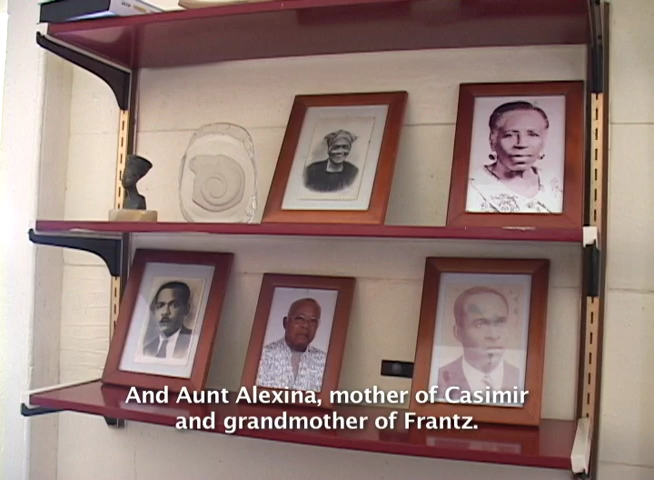 And Aunt Alexina, mother of Casimir
and grandmother of Frantz.